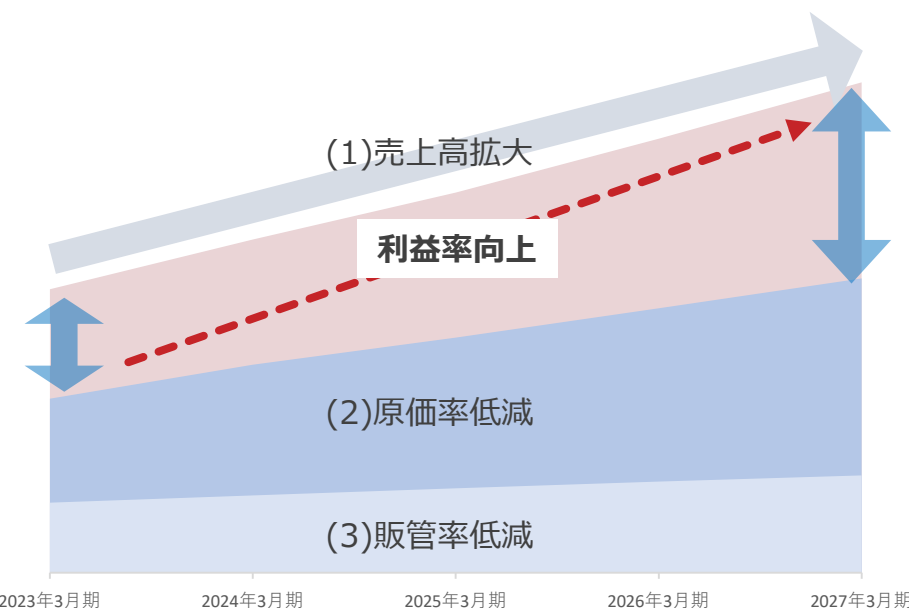 (1)売上高拡大
利益率向上
(2)原価率低減
(3)販管率低減
2023年3月期
2024年3月期
2025年3月期
2026年3月期
2027年3月期